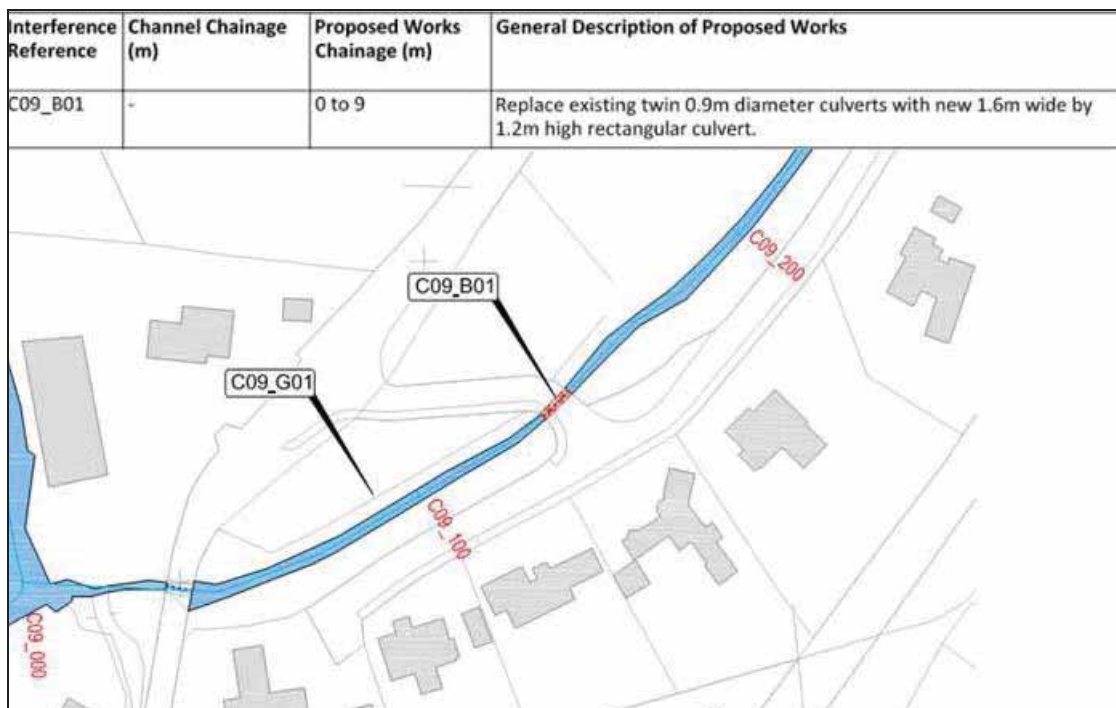 Interference Reference | Channel Chainage (m) | Proposed Works Chainage (m) | General Description of Proposed Works
C09_B01 | - | 0 to 9 | Replace existing twin 0.9m diameter culverts with new 1.6m wide by
1.2m high rectangular culvert.
C09_200
C09_B01
C09_G01
C09_100
C09_000